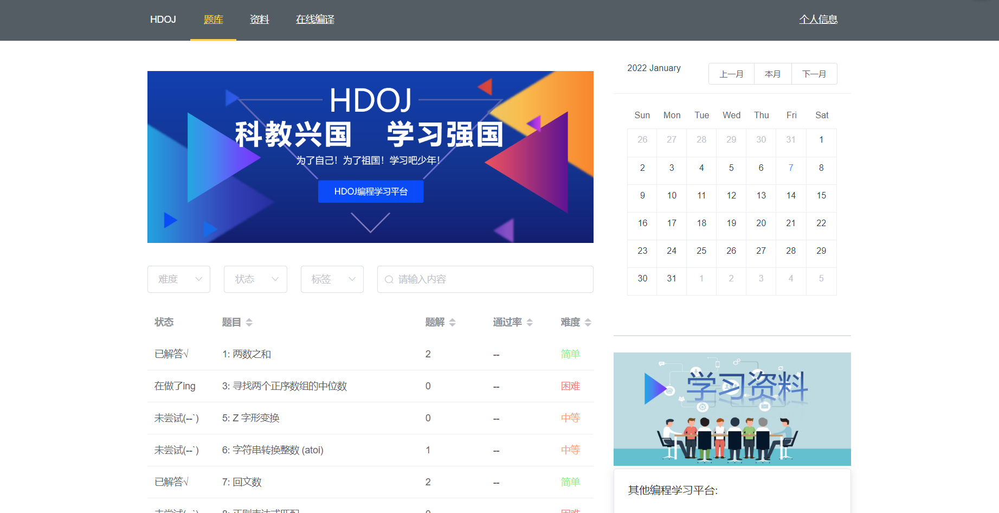 HDOJ 题库 资料 在线编译 个人信息
HDOJ
科教兴国 学习强国
为了自己！为了祖国！学习吧少年！
HDOJ编程学习平台
难度 状态 标签 请输入内容
状态 题目 题解 通过率 难度
已解答√ 1: 两数之和 2 -- 简单
在做了ing 3: 寻找两个正序数组的中位数 0 -- 困难
未尝试(--`) 5: Z 字形变换 0 -- 中等
未尝试(--`) 6: 字符串转换整数 (atoi) 1 -- 中等
已解答√ 7: 回文数 2 -- 简单
2022 January 上一月 本月 下一月
Sun Mon Tue Wed Thu Fri Sat
26 27 28 29 30 31 1
2 3 4 5 6 7 8
9 10 11 12 13 14 15
16 17 18 19 20 21 22
23 24 25 26 27 28 29
30 31 1 2 3 4 5
学习资料
其他编程学习平台: